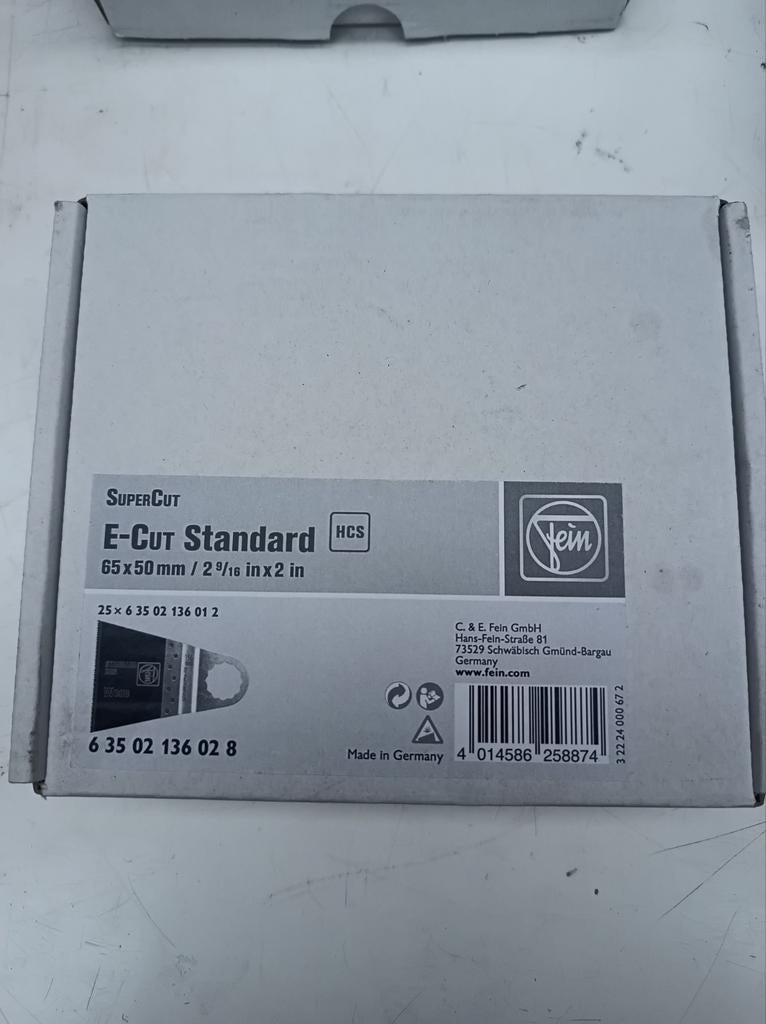 SUPERCUT
E-CUT Standard HCS
65 x 50 mm / 2 9/16 in x 2 in
fein
25 x 6 35 02 136 01 2
C. & E. Fein GmbH
Hans-Fein-Straße 81
73529 Schwäbisch Gmünd-Bargau
Germany
www.fein.com
6 35 02 136 02 8
Made in Germany
4 014586 258874
3 22 24 000 67 2